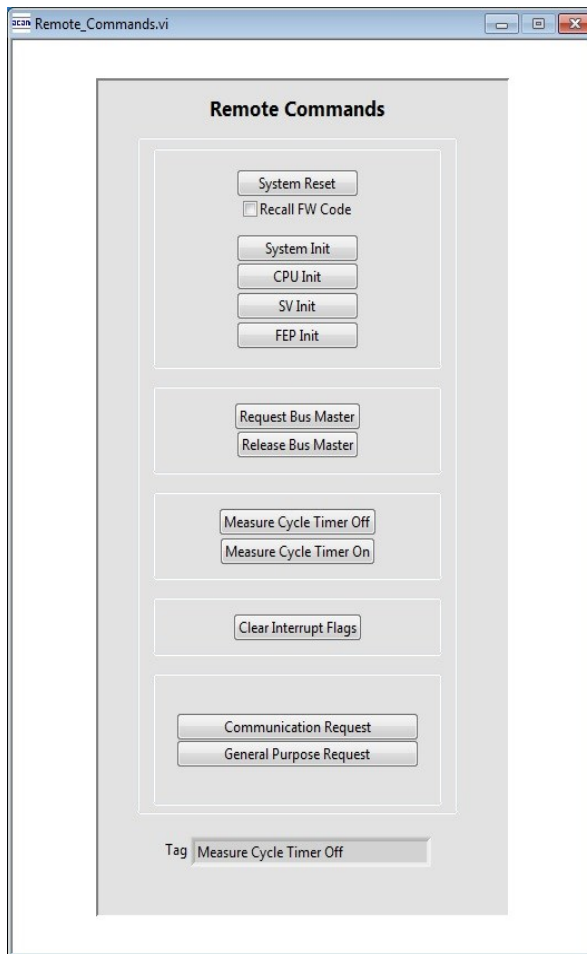 acan Remote_Commands.vi
Remote Commands
System Reset
Recall FW Code
System Init
CPU Init
SV Init
FEP Init
Request Bus Master
Release Bus Master
Measure Cycle Timer Off
Measure Cycle Timer On
Clear Interrupt Flags
Communication Request
General Purpose Request
Tag Measure Cycle Timer Off